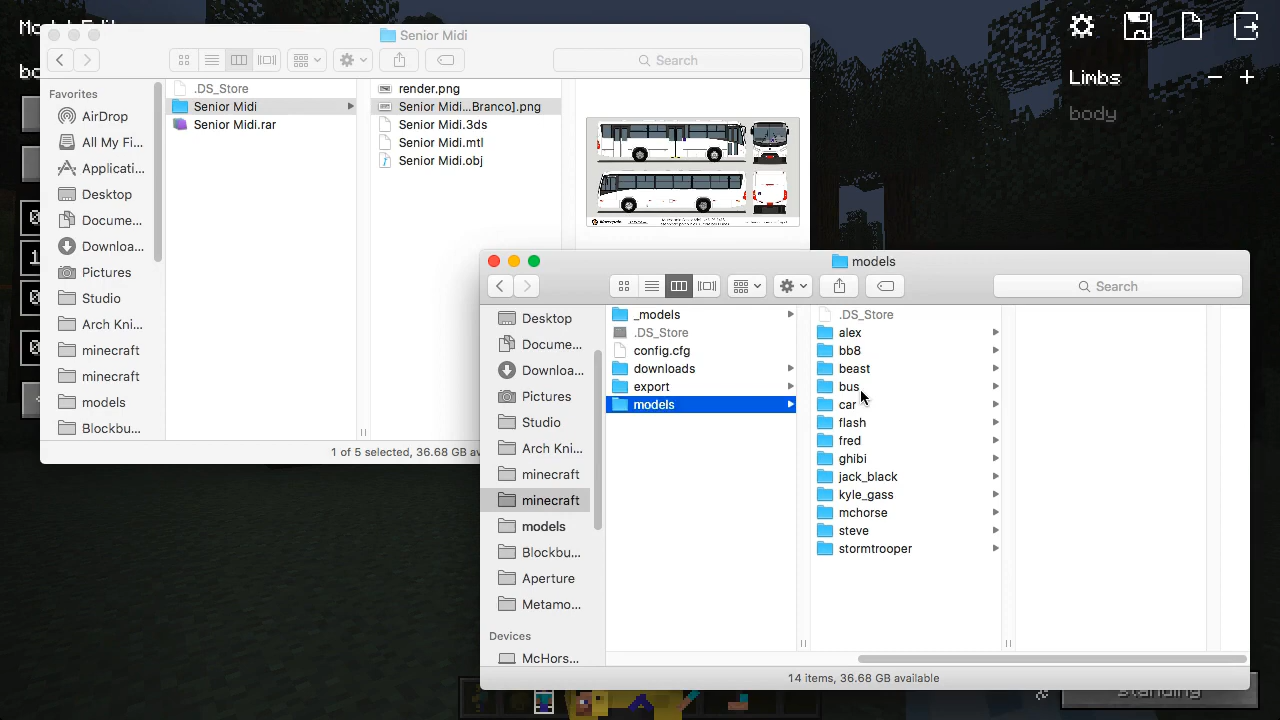 Senior Midi
Search
Favorites
AirDrop
All My Fi...
Applicati...
Desktop
Docume...
Downloa...
Pictures
Studio
Arch Kni...
minecraft
minecraft
models
Blockbu...
.DS_Store
Senior Midi
Senior Midi.rar
render.png
Senior Midi...Branco].png
Senior Midi.3ds
Senior Midi.mtl
Senior Midi.obj
1 of 5 selected, 36.68 GB av
Limbs
body
models
Search
Desktop
Docume...
Downloa...
Pictures
Studio
Arch Kni...
minecraft
minecraft
models
Blockbu...
Aperture
Metamo...
Devices
McHors...
_models
.DS_Store
config.cfg
downloads
export
models
.DS_Store
alex
bb8
beast
bus
car
flash
fred
ghibi
jack_black
kyle_gass
mchorse
steve
stormtrooper
14 items, 36.68 GB available
Standing